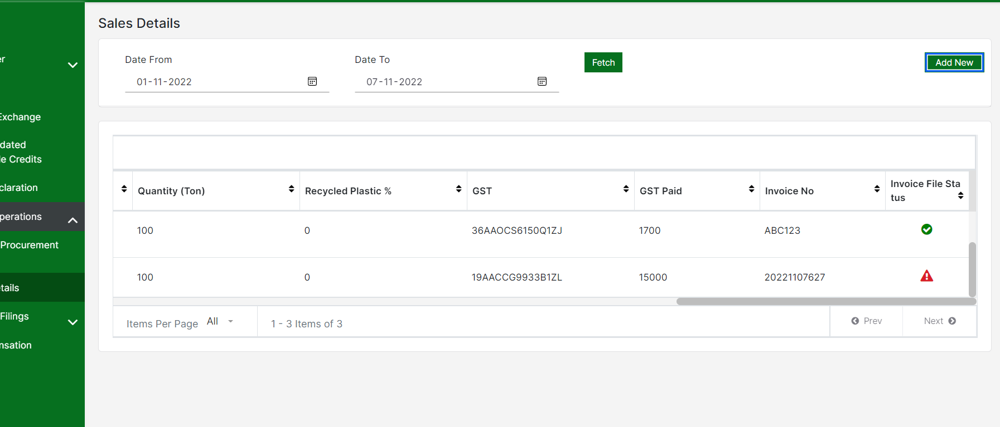 Sales Details
Date From
Date To
Fetch
Add New
01-11-2022
07-11-2022
er
Exchange
dated
le Credits
claration
perations
Procurement
tails
Filings
nsation
Quantity (Ton)
Recycled Plastic %
GST
GST Paid
Invoice No
Invoice File Sta
tus
100 0 36AAOCS6150Q1ZJ 1700 ABC123
100 0 19AACCG9933B1ZL 15000 20221107627
Items Per Page All
1 - 3 Items of 3
Prev
Next